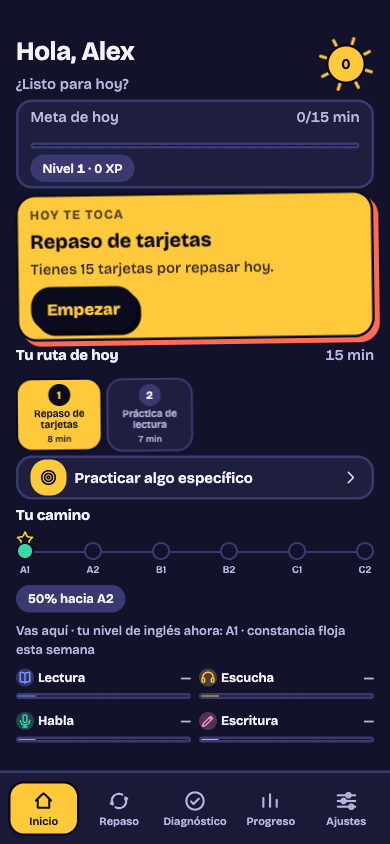 Hola, Alex
0
¿Listo para hoy?
Meta de hoy 0/15 min
Nivel 1 · 0 XP
HOY TE TOCA
Repaso de tarjetas
Tienes 15 tarjetas por repasar hoy.
Empezar
Tu ruta de hoy 15 min
1
Repaso de
tarjetas
8 min
2
Práctica de
lectura
7 min
Practicar algo específico
Tu camino
A1 A2 B1 B2 C1 C2
50% hacia A2
Vas aquí · tu nivel de inglés ahora: A1 · constancia floja
esta semana
Lectura –
Escucha –
Habla –
Escritura –
Inicio Repaso Diagnóstico Progreso Ajustes